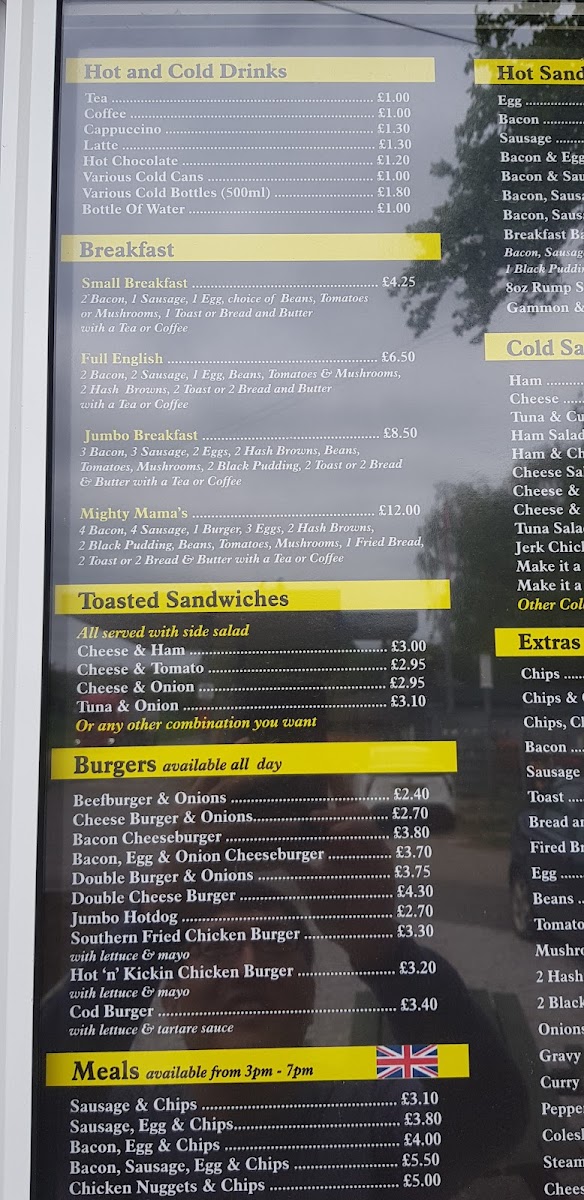 Hot and Cold Drinks
Tea £1.00
Coffee £1.00
Cappuccino £1.30
Latte £1.30
Hot Chocolate £1.20
Various Cold Cans £1.00
Various Cold Bottles (500ml) £1.80
Bottle Of Water £1.00
Breakfast
Small Breakfast £4.25
2 Bacon, 1 Sausage, 1 Egg, choice of Beans, Tomatoes
or Mushrooms, 1 Toast or Bread and Butter
with a Tea or Coffee
Full English £6.50
2 Bacon, 2 Sausage, 1 Egg, Beans, Tomatoes & Mushrooms,
2 Hash Browns, 2 Toast or 2 Bread and Butter
with a Tea or Coffee
Jumbo Breakfast £8.50
3 Bacon, 3 Sausage, 2 Eggs, 2 Hash Browns, Beans,
Tomatoes, Mushrooms, 2 Black Pudding, 2 Toast or 2 Bread
& Butter with a Tea or Coffee
Mighty Mama's £12.00
4 Bacon, 4 Sausage, 1 Burger, 3 Eggs, 2 Hash Browns,
2 Black Pudding, Beans, Tomatoes, Mushrooms, 1 Fried Bread,
2 Toast or 2 Bread & Butter with a Tea or Coffee
Toasted Sandwiches
All served with side salad
Cheese & Ham £3.00
Cheese & Tomato £2.95
Cheese & Onion £2.95
Tuna & Onion £3.10
Or any other combination you want
Burgers available all day
Beefburger & Onions £2.40
Cheese Burger & Onions £2.70
Bacon Cheeseburger £3.80
Bacon, Egg & Onion Cheeseburger £3.70
Double Burger & Onions £3.75
Double Cheese Burger £4.30
Jumbo Hotdog £2.70
Southern Fried Chicken Burger £3.30
with lettuce & mayo
Hot 'n' Kickin Chicken Burger £3.20
with lettuce & mayo
Cod Burger £3.40
with lettuce & tartare sauce
Meals available from 3pm - 7pm
Sausage & Chips £3.10
Sausage, Egg & Chips £3.80
Bacon, Egg & Chips £4.00
Bacon, Sausage, Egg & Chips £5.50
Chicken Nuggets & Chips £5.00
Hot Sand
Egg
Bacon
Sausage
Bacon & Egg
Bacon & Sau
Bacon, Sausa
Bacon, Saus
Breakfast Ba
Bacon, Sausag
1 Black Puddi
8oz Rump S
Gammon &
Cold Sa
Ham
Cheese
Tuna & Cu
Ham Salad
Ham & Ch
Cheese Sa
Cheese &
Cheese &
Tuna Sala
Jerk Chic
Make it a
Make it a
Other Col
Extras
Chips
Chips &
Chips, C
Bacon
Sausage
Toast
Bread a
Fired Br
Egg
Beans
Tomato
Mushro
2 Hash
2 Black
Onion
Gravy
Curry
Peppe
Coles
Steam
Chees